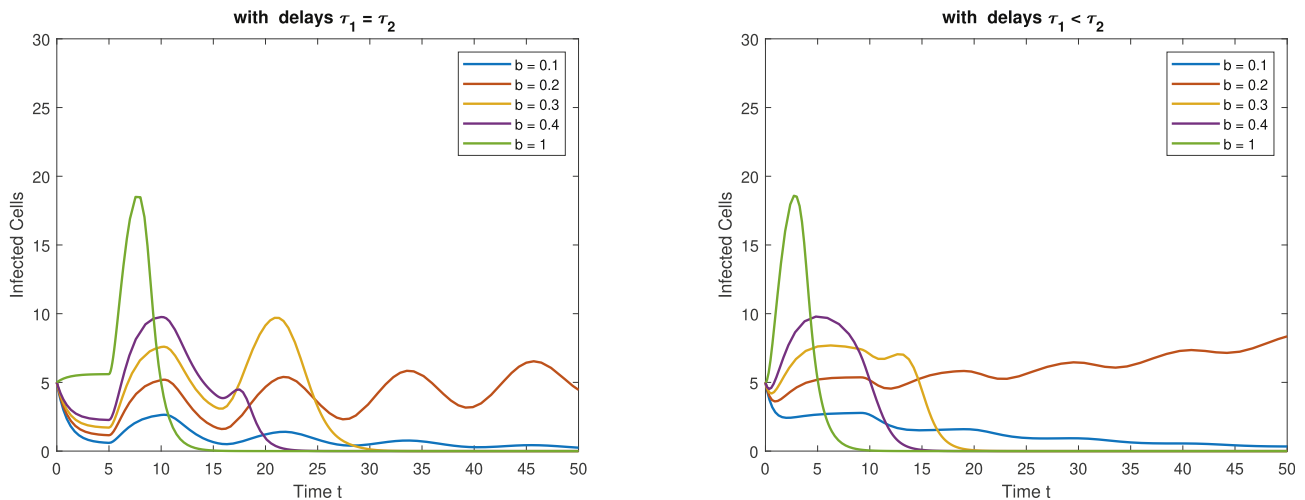 with delays τ1 = τ2
30
25
20
15
10
5
0
Infected Cells
0 5 10 15 20 25 30 35 40 45 50
Time t
b = 0.1
b = 0.2
b = 0.3
b = 0.4
b = 1
with delays τ1 < τ2
30
25
20
15
10
5
0
Infected Cells
0 5 10 15 20 25 30 35 40 45 50
Time t
b = 0.1
b = 0.2
b = 0.3
b = 0.4
b = 1